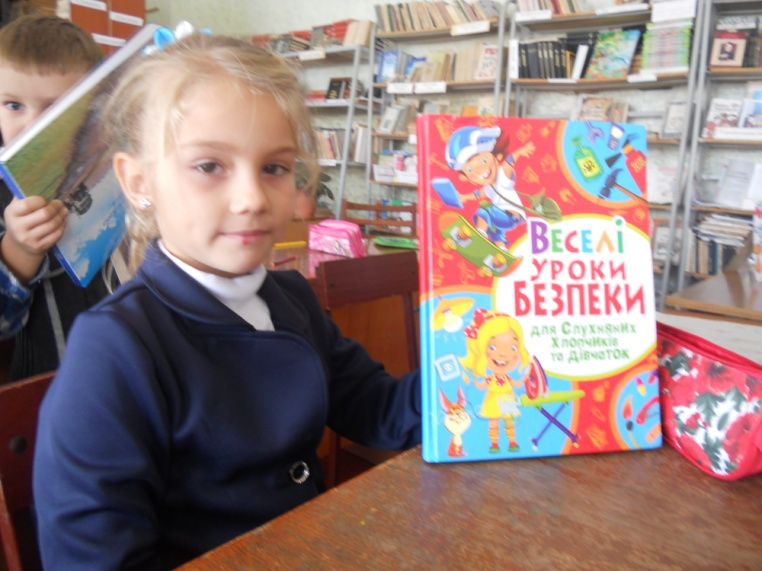 Веселі
уроки
БЕЗПЕКИ
для Слухняних
Хлопчиків
та Дівчаток